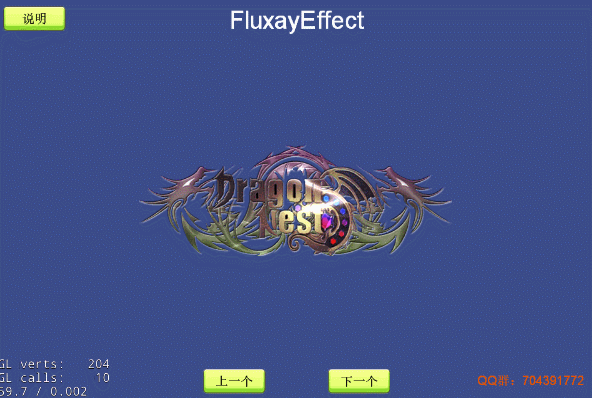 说明
FluxayEffect
Dragon
Nest
GL verts: 204
GL calls: 10
59.7 / 0.002
上一个
下一个
QQ群：704391772